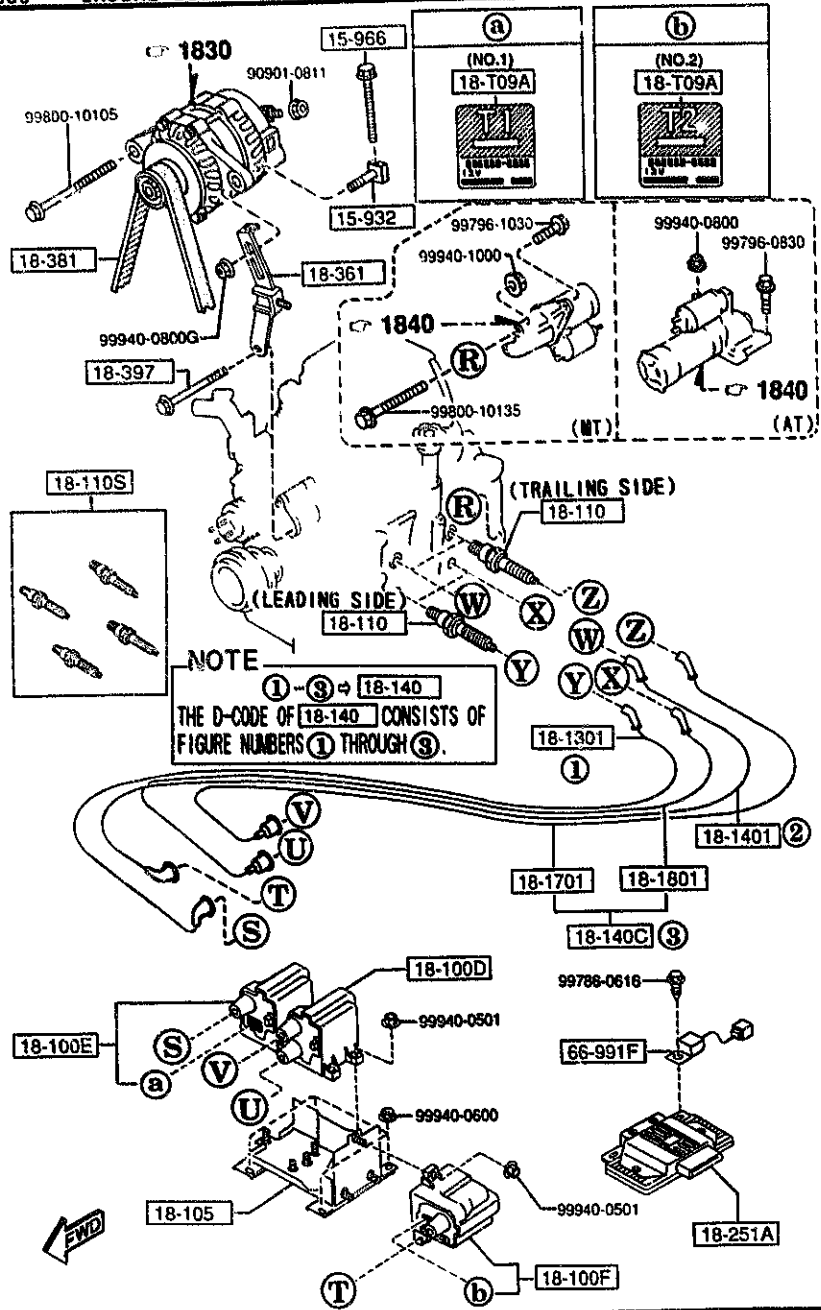 1830
15-966
90901-0811
99800-10105
15-932
18-381
18-361
99940-0800G
18-397
a
(NO.1)
18-T09A
T1
12V
b
(NO.2)
18-T09A
T2
12V
99796-1030
99940-1000
1840
R
99800-10135
(MT)
99940-0800
99796-0830
1840
(AT)
18-110S
R
(TRAILING SIDE)
18-110
(LEADING SIDE)
18-110
W
X
Z
Y
W
Z
Y
X
NOTE
①-③ ⇨ 18-140
THE D-CODE OF 18-140 CONSISTS OF
FIGURE NUMBERS ① THROUGH ③.
18-1301
①
18-1401 ②
18-1701
18-1801
18-140C ③
V
U
T
S
18-100D
99940-0501
18-100E
S
a
V
U
99940-0600
18-105
99940-0501
18-100F
T
b
99786-0616
66-991F
18-251A
FWD